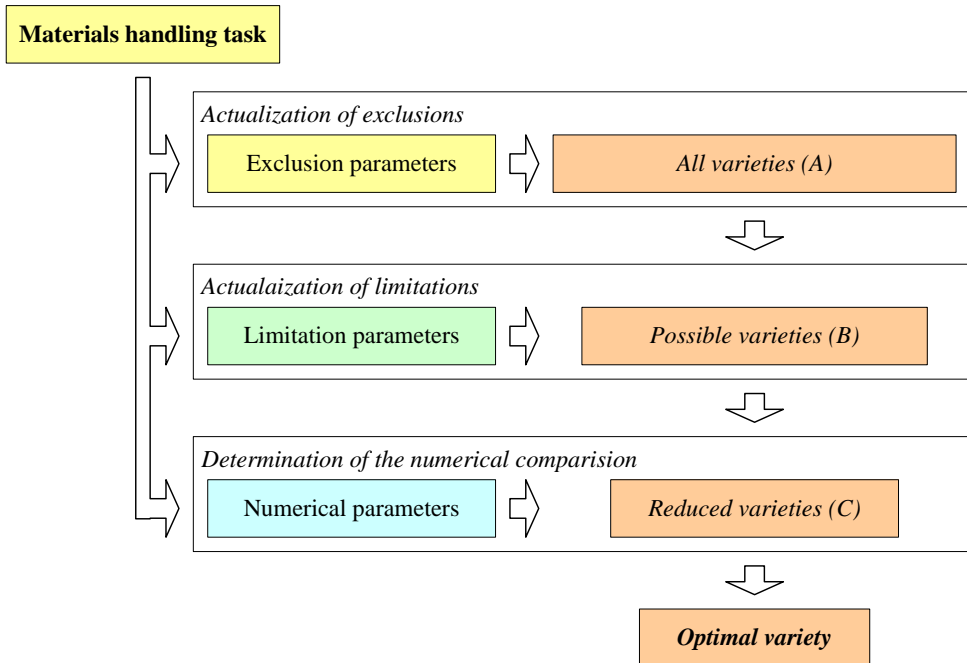 Materials handling task
Actualization of exclusions
Exclusion parameters
All varieties (A)
Actualaization of limitations
Limitation parameters
Possible varieties (B)
Determination of the numerical comparision
Numerical parameters
Reduced varieties (C)
Optimal variety